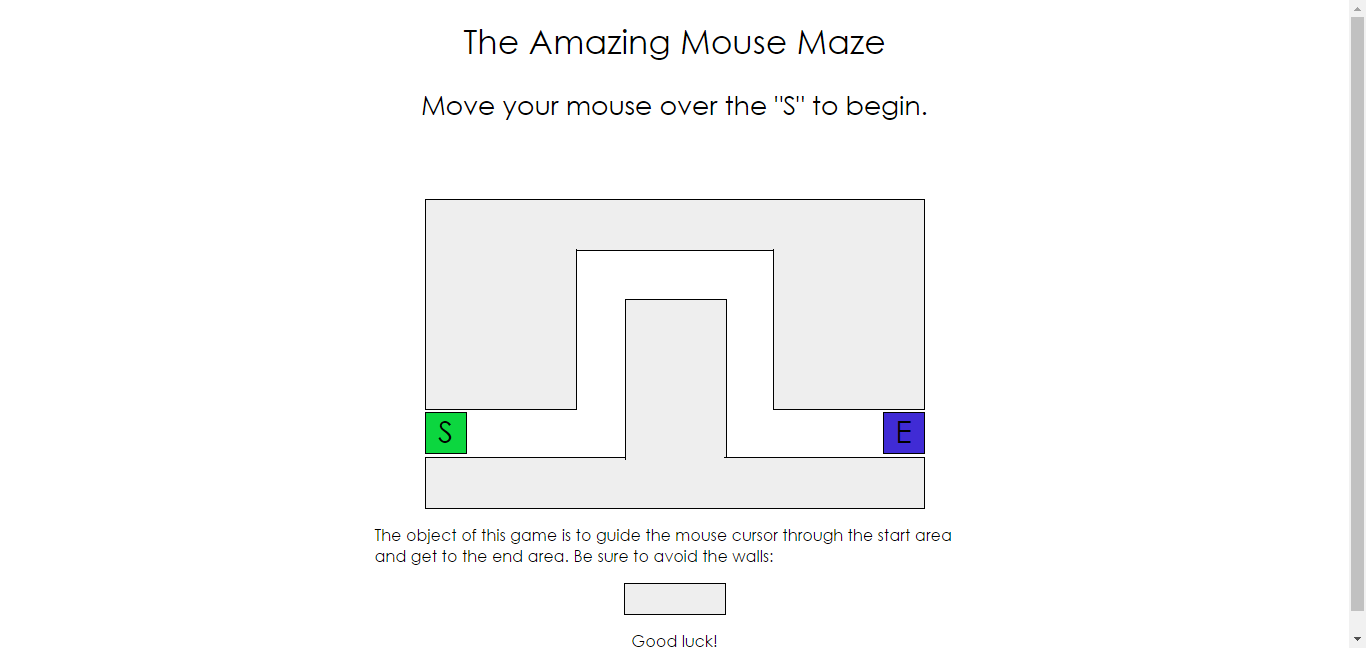 The Amazing Mouse Maze
Move your mouse over the "S" to begin.
S
E
The object of this game is to guide the mouse cursor through the start area
and get to the end area. Be sure to avoid the walls:
Good luck!